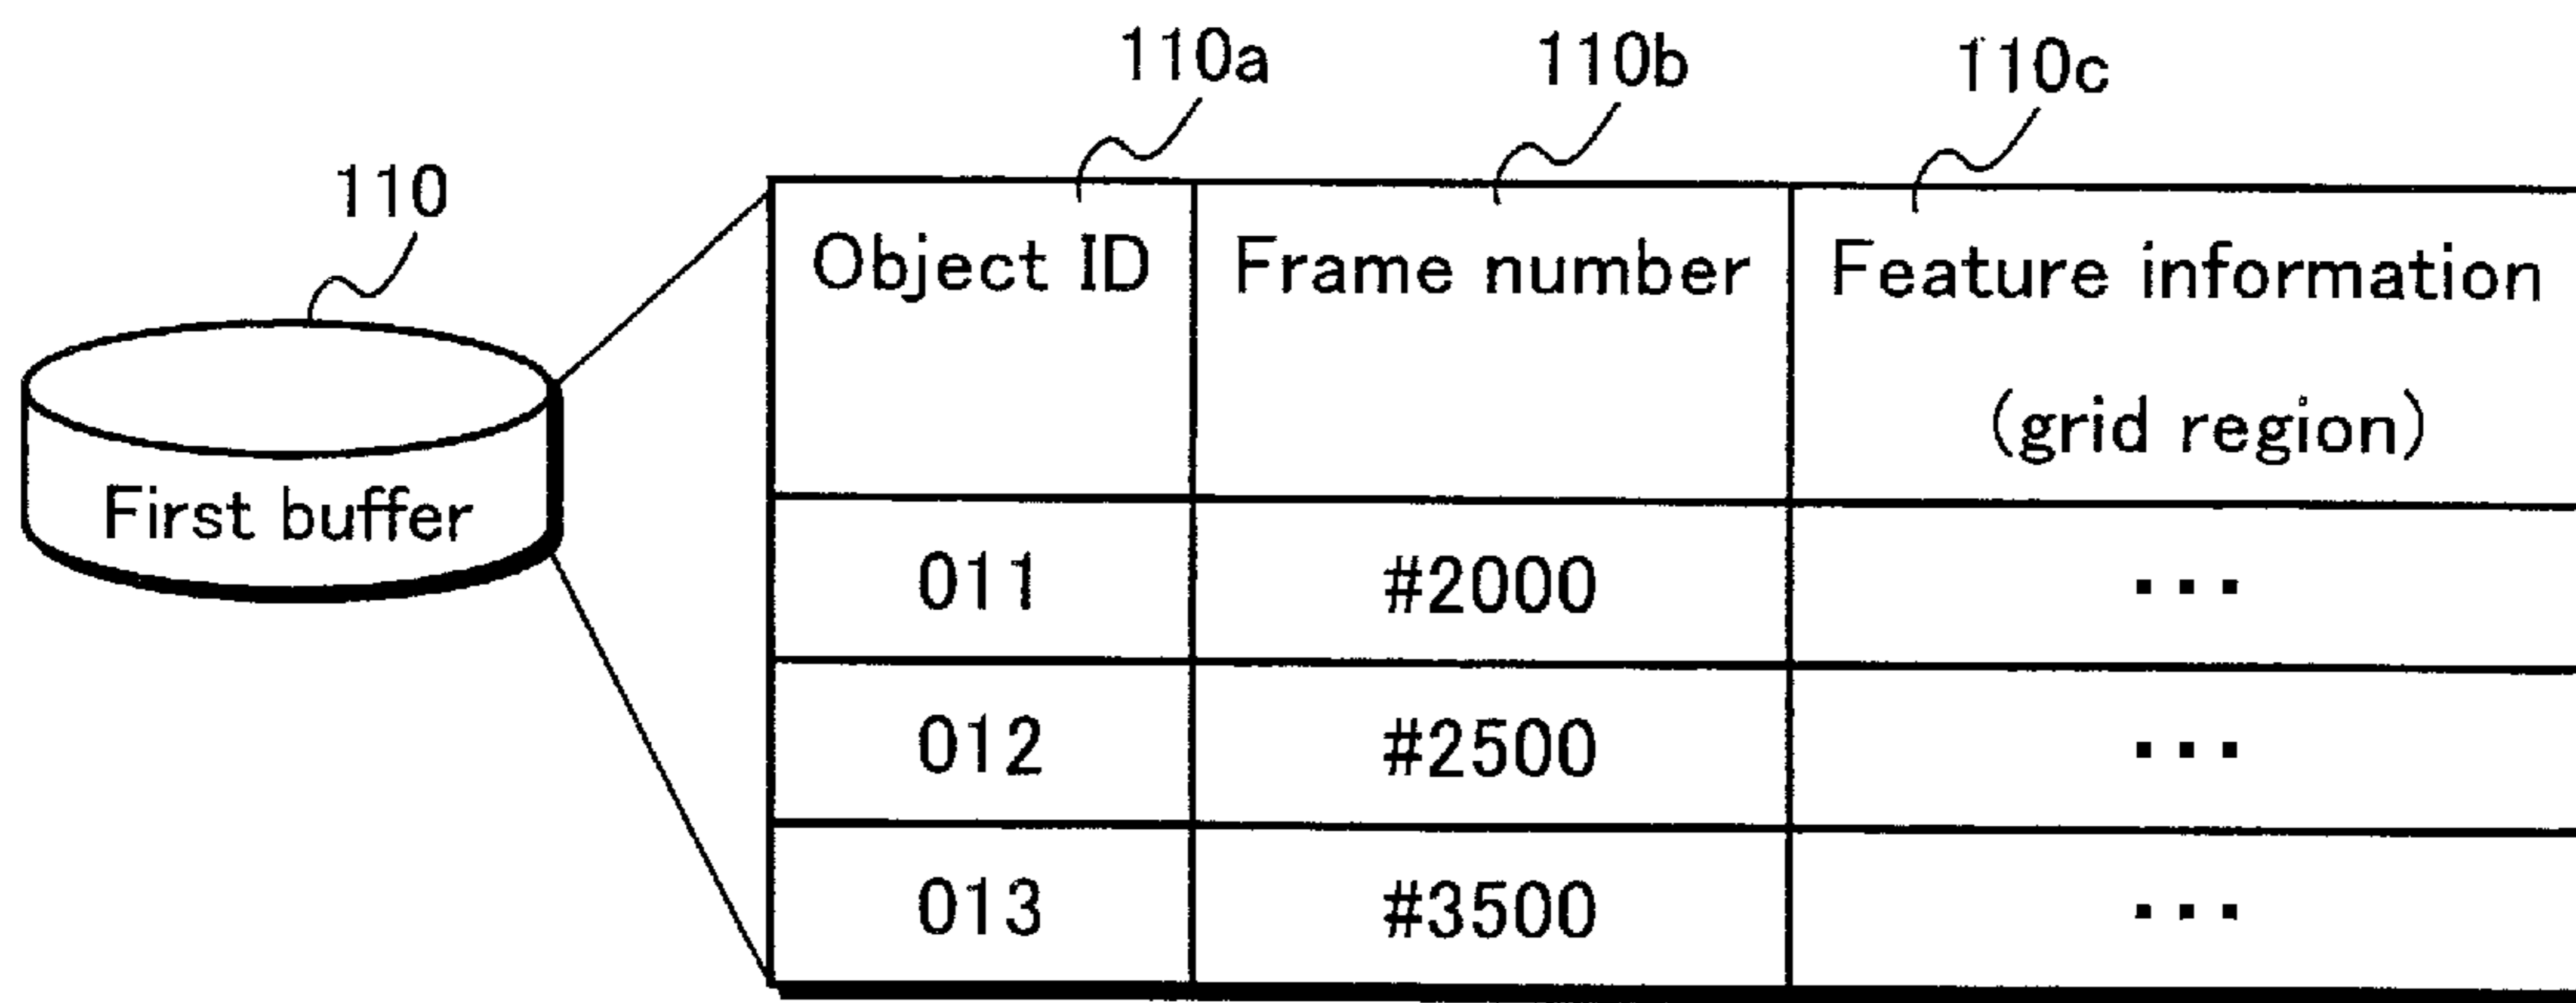 110a 110b 110c
110
First buffer
Object ID Frame number Feature information
(grid region)
011 #2000 ...
012 #2500 ...
013 #3500 ...